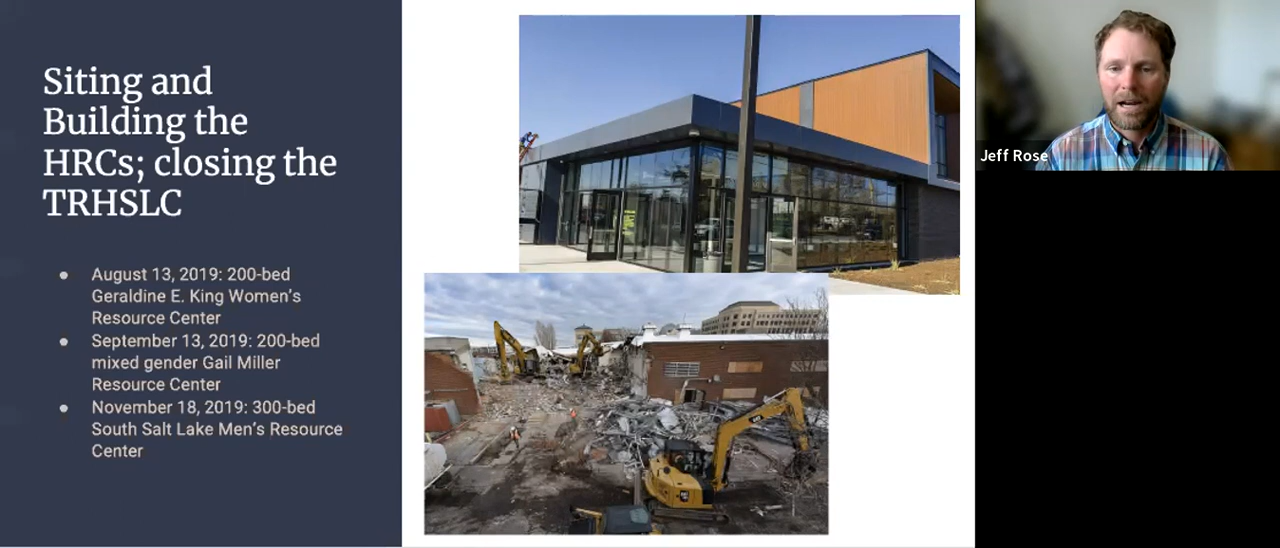 Siting and
Building the
HRCs; closing the
TRHSLC
August 13, 2019: 200-bed
Geraldine E. King Women's
Resource Center
September 13, 2019: 200-bed
mixed gender Gail Miller
Resource Center
November 18, 2019: 300-bed
South Salt Lake Men's Resource
Center
Jeff Rose